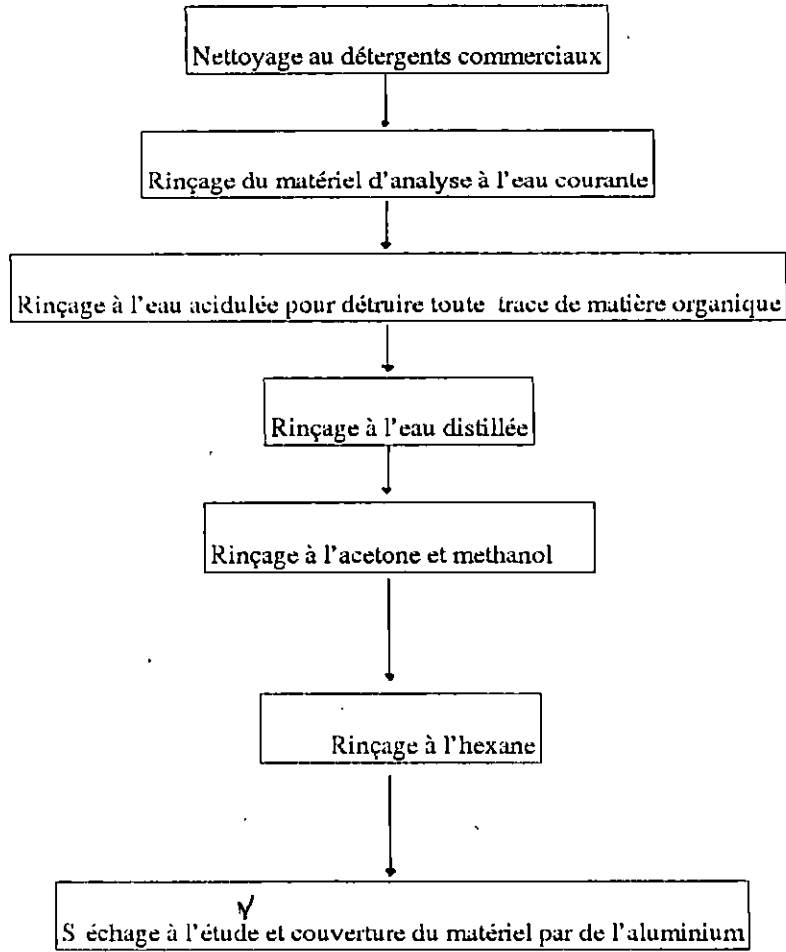 Nettoyage au détergents commerciaux
Rinçage du matériel d'analyse à l'eau courante
Rinçage à l'eau acidulée pour détruire toute trace de matière organique
Rinçage à l'eau distillée
Rinçage à l'acetone et methanol
Rinçage à l'hexane
S échage à l'étude et couverture du matériel par de l'aluminium